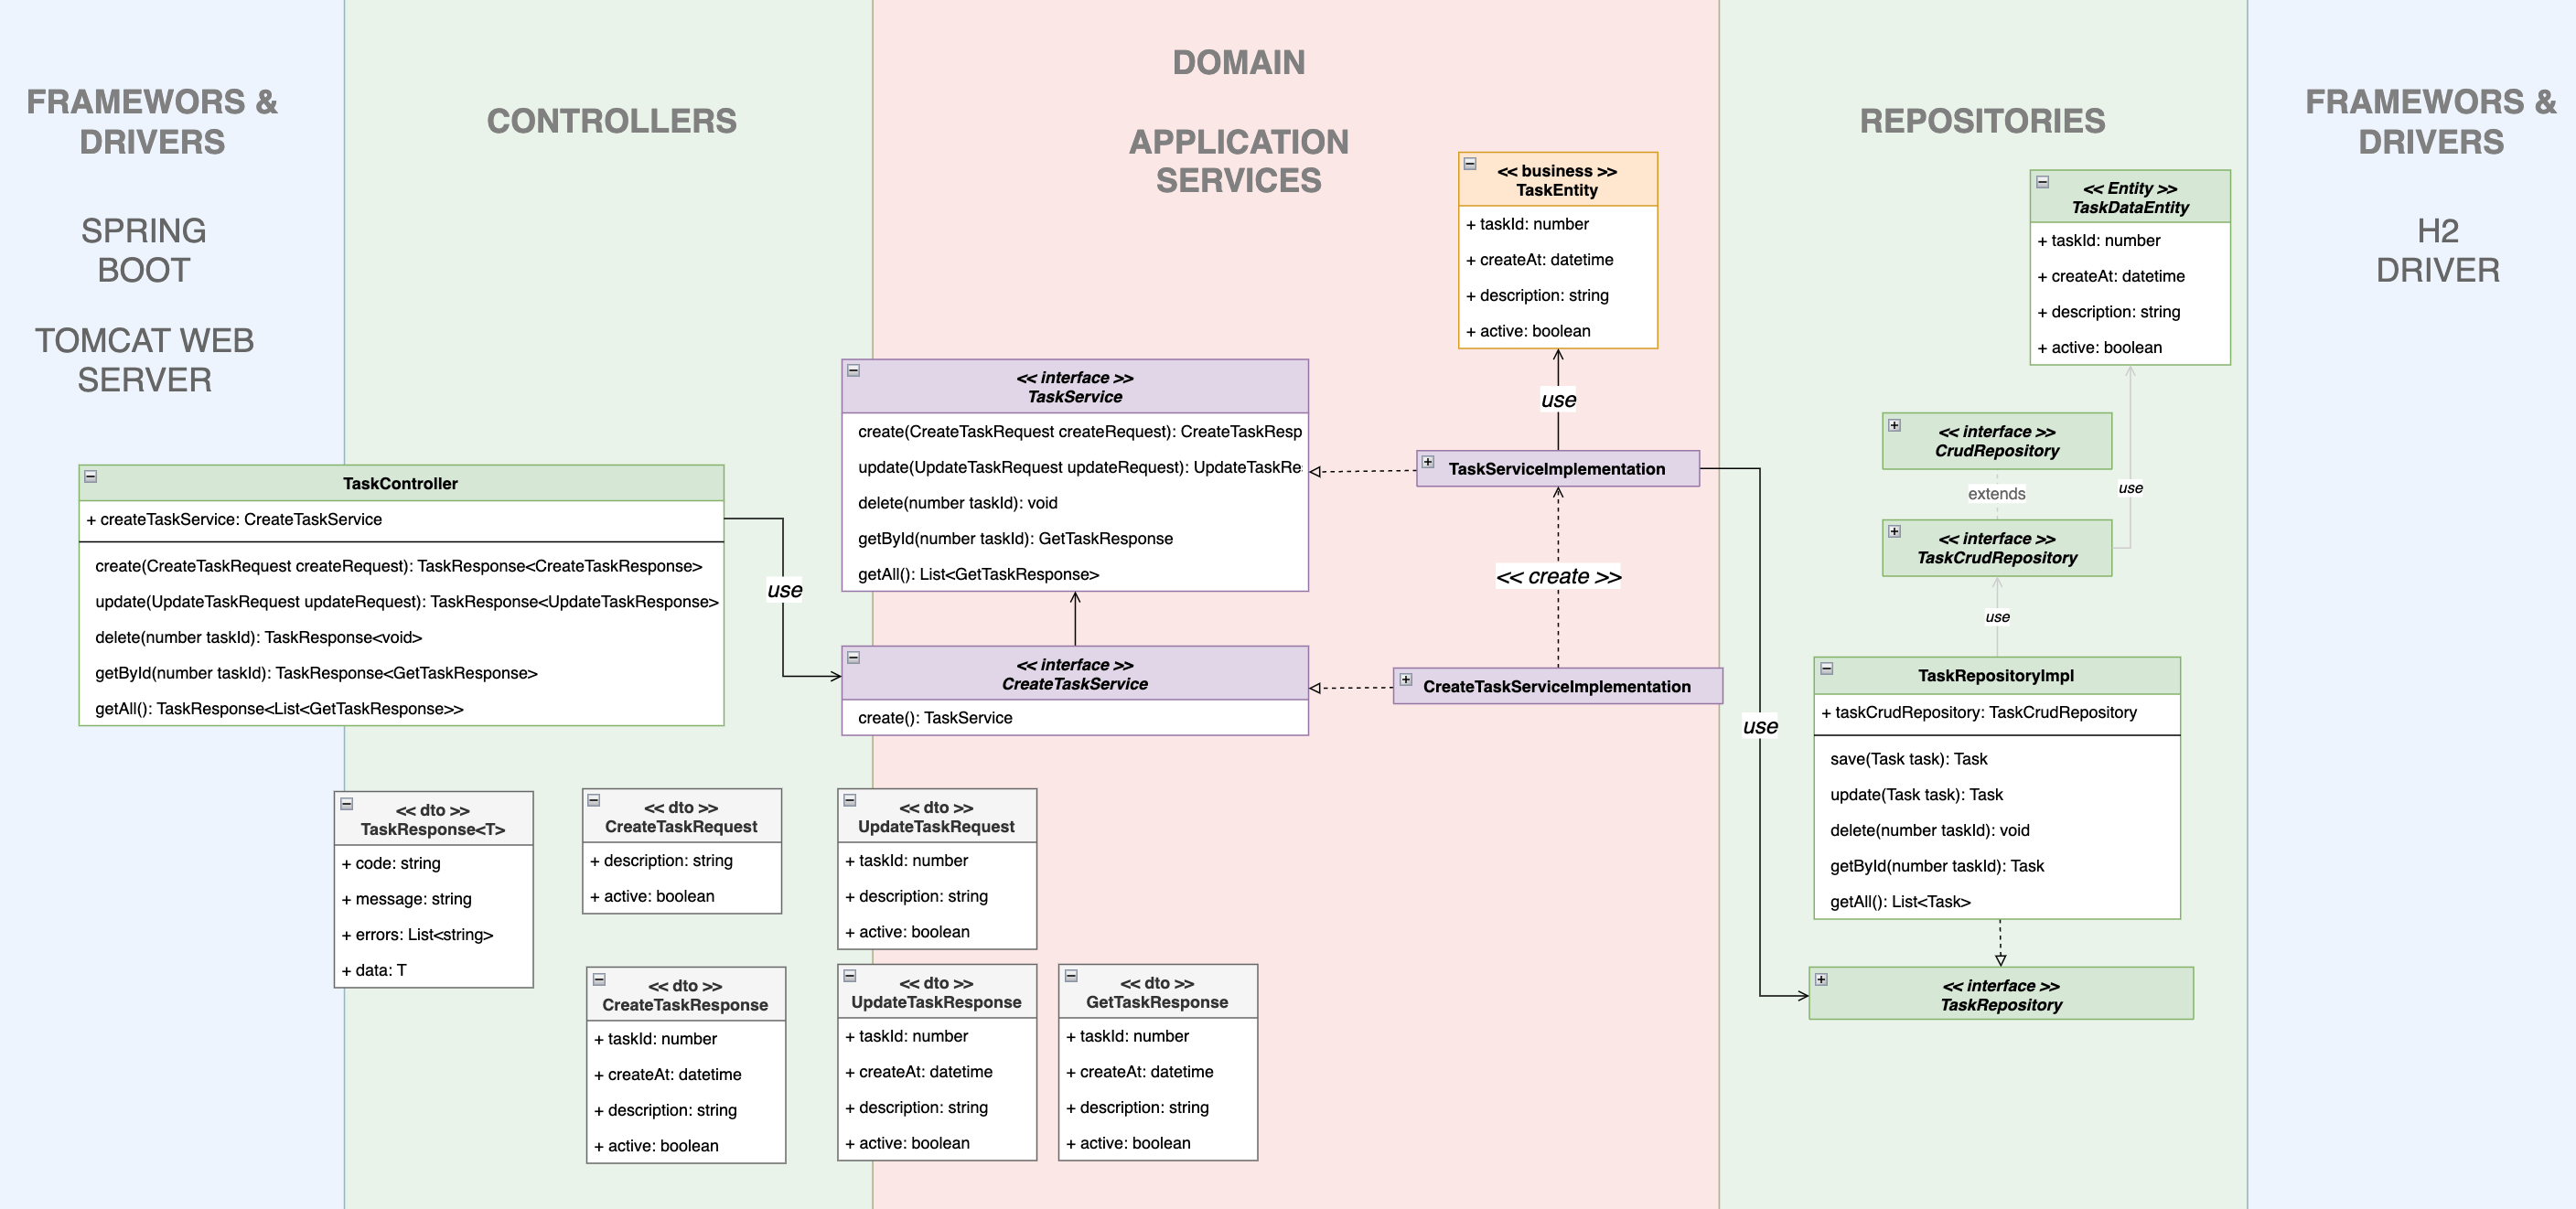 FRAMEWORS &
DRIVERS
SPRING
BOOT
TOMCAT WEB
SERVER
CONTROLLERS
DOMAIN
APPLICATION
SERVICES
REPOSITORIES
FRAMEWORS &
DRIVERS
H2
DRIVER
TaskController
+ createTaskService: CreateTaskService
create(CreateTaskRequest createRequest): TaskResponse<CreateTaskResponse>
update(UpdateTaskRequest updateRequest): TaskResponse<UpdateTaskResponse>
delete(number taskId): TaskResponse<void>
getById(number taskId): TaskResponse<GetTaskResponse>
getAll(): TaskResponse<List<GetTaskResponse>>
use
<< interface >>
TaskService
create(CreateTaskRequest createRequest): CreateTaskResp
update(UpdateTaskRequest updateRequest): UpdateTaskRe
delete(number taskId): void
getById(number taskId): GetTaskResponse
getAll(): List<GetTaskResponse>
<< interface >>
CreateTaskService
create(): TaskService
<< business >>
TaskEntity
+ taskId: number
+ createAt: datetime
+ description: string
+ active: boolean
use
TaskServiceImplementation
<< create >>
CreateTaskServiceImplementation
use
<< Entity >>
TaskDataEntity
+ taskId: number
+ createAt: datetime
+ description: string
+ active: boolean
<< interface >>
CrudRepository
extends
use
<< interface >>
TaskCrudRepository
use
TaskRepositoryImpl
+ taskCrudRepository: TaskCrudRepository
save(Task task): Task
update(Task task): Task
delete(number taskId): void
getById(number taskId): Task
getAll(): List<Task>
<< interface >>
TaskRepository
<< dto >>
TaskResponse<T>
+ code: string
+ message: string
+ errors: List<string>
+ data: T
<< dto >>
CreateTaskRequest
+ description: string
+ active: boolean
<< dto >>
UpdateTaskRequest
+ taskId: number
+ description: string
+ active: boolean
<< dto >>
CreateTaskResponse
+ taskId: number
+ createAt: datetime
+ description: string
+ active: boolean
<< dto >>
UpdateTaskResponse
+ taskId: number
+ createAt: datetime
+ description: string
+ active: boolean
<< dto >>
GetTaskResponse
+ taskId: number
+ createAt: datetime
+ description: string
+ active: boolean